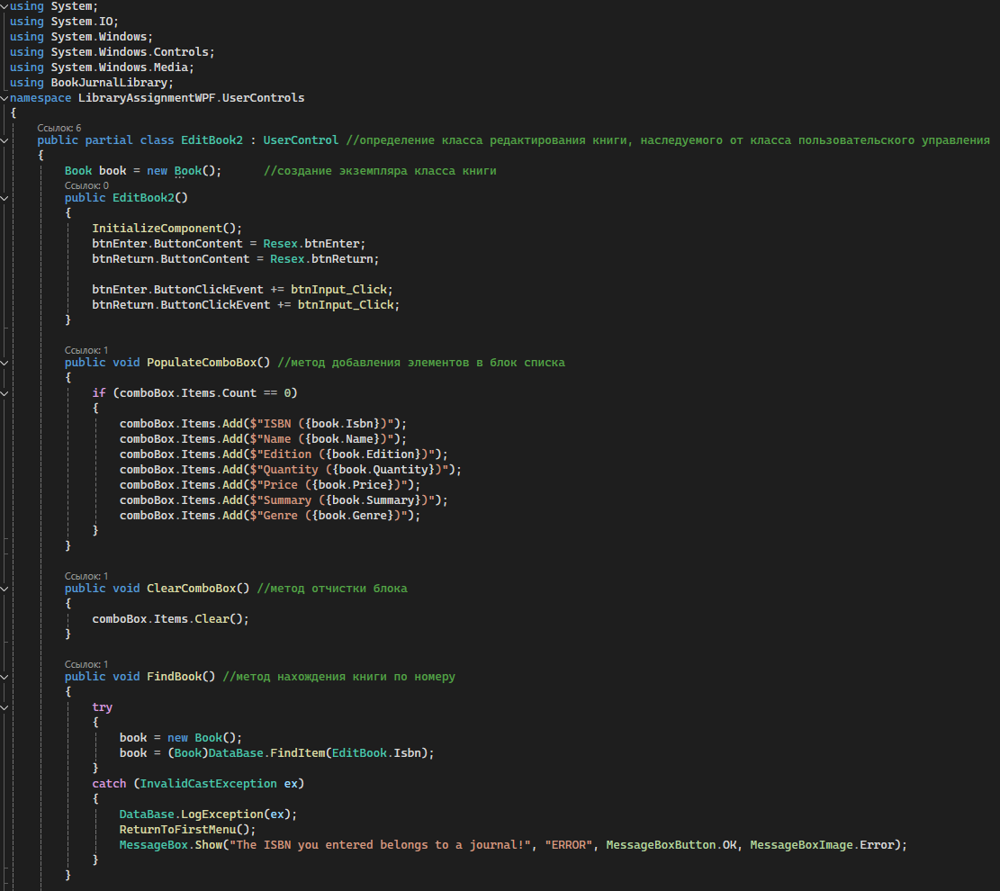 using System;
using System.IO;
using System.Windows;
using System.Windows.Controls;
using System.Windows.Media;
using BookJurnalLibrary;
namespace LibraryAssignmentWPF.UserControls
{
Ссылок: 6
public partial class EditBook2 : UserControl //определение класса редактирования книги, наследуемого от класса пользовательского управления
{
Book book = new Book();      //создание экземпляра класса книги
Ссылок: 0
public EditBook2()
{
InitializeComponent();
btnEnter.ButtonContent = Resex.btnEnter;
btnReturn.ButtonContent = Resex.btnReturn;
btnEnter.ButtonClickEvent += btnInput_Click;
btnReturn.ButtonClickEvent += btnInput_Click;
}
Ссылок: 1
public void PopulateComboBox() //метод добавления элементов в блок списка
{
if (comboBox.Items.Count == 0)
{
comboBox.Items.Add($"ISBN ({book.Isbn})");
comboBox.Items.Add($"Name ({book.Name})");
comboBox.Items.Add($"Edition ({book.Edition})");
comboBox.Items.Add($"Quantity ({book.Quantity})");
comboBox.Items.Add($"Price ({book.Price})");
comboBox.Items.Add($"Summary ({book.Summary})");
comboBox.Items.Add($"Genre ({book.Genre})");
}
}
Ссылок: 1
public void ClearComboBox() //метод отчистки блока
{
comboBox.Items.Clear();
}
Ссылок: 1
public void FindBook() //метод нахождения книги по номеру
{
try
{
book = new Book();
book = (Book)DataBase.FindItem(EditBook.Isbn);
}
catch (InvalidCastException ex)
{
DataBase.LogException(ex);
ReturnToFirstMenu();
MessageBox.Show("The ISBN you entered belongs to a journal!", "ERROR", MessageBoxButton.OK, MessageBoxImage.Error);
}
}